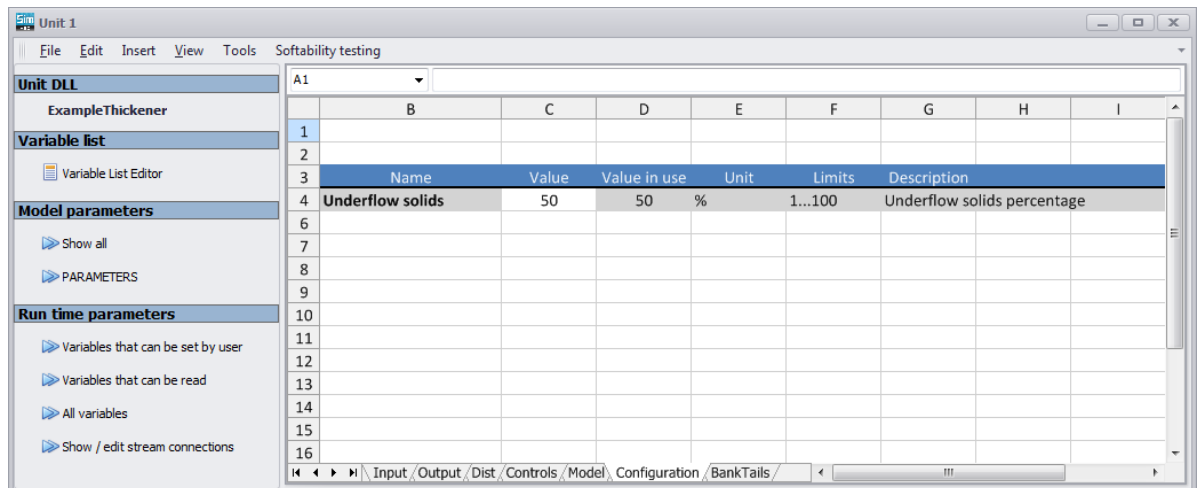 Sim
Unit 1
File Edit Insert View Tools Softability testing
Unit DLL
ExampleThickener
Variable list
Variable List Editor
Model parameters
Show all
PARAMETERS
Run time parameters
Variables that can be set by user
Variables that can be read
All variables
Show / edit stream connections
A1
B C D E F G H I
1
2
3 Name Value Value in use Unit Limits Description
4 Underflow solids 50 50 % 1...100 Underflow solids percentage
6
7
8
9
10
11
12
13
14
15
16
Input Output Dist Controls Model Configuration BankTails